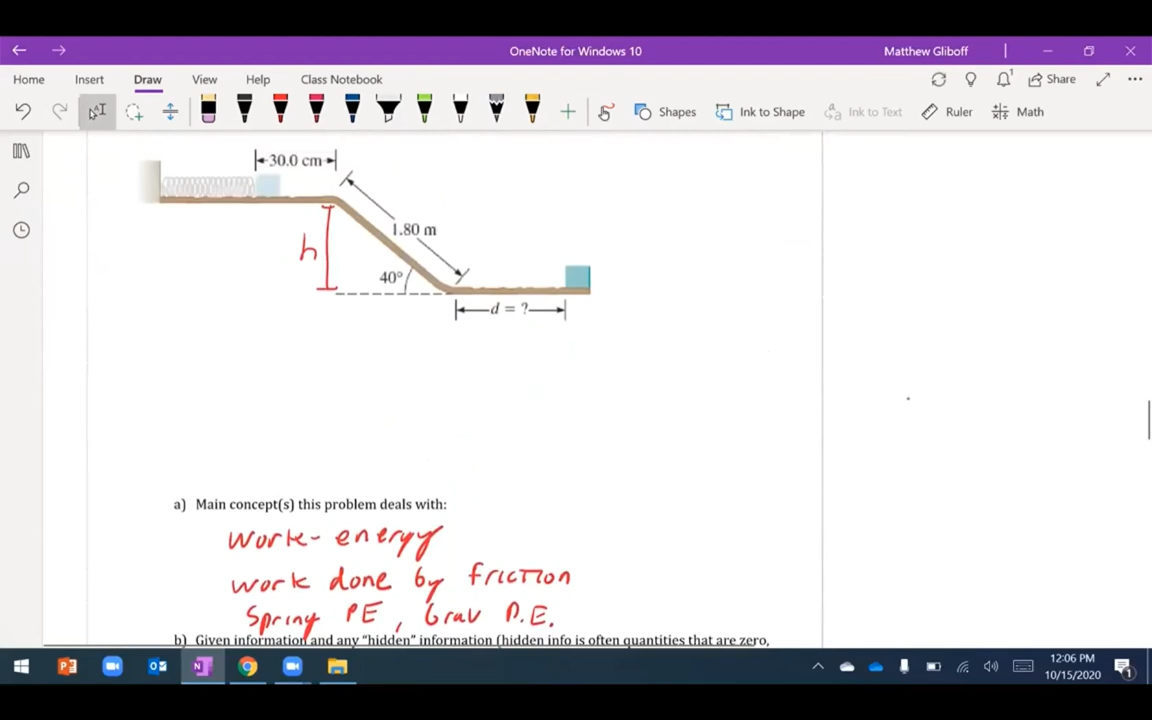 OneNote for Windows 10
Matthew Gliboff
Home Insert Draw View Help Class Notebook Share
Shapes Ink to Shape Ink to Text Ruler Math
30.0 cm
1.80 m
h
40°
d = ?
a) Main concept(s) this problem deals with:
Work-energy
work done by friction
Spring PE, Grav P.E.
b) Given information and any “hidden” information (hidden info is often quantities that are zero,
12:06 PM
10/15/2020
1